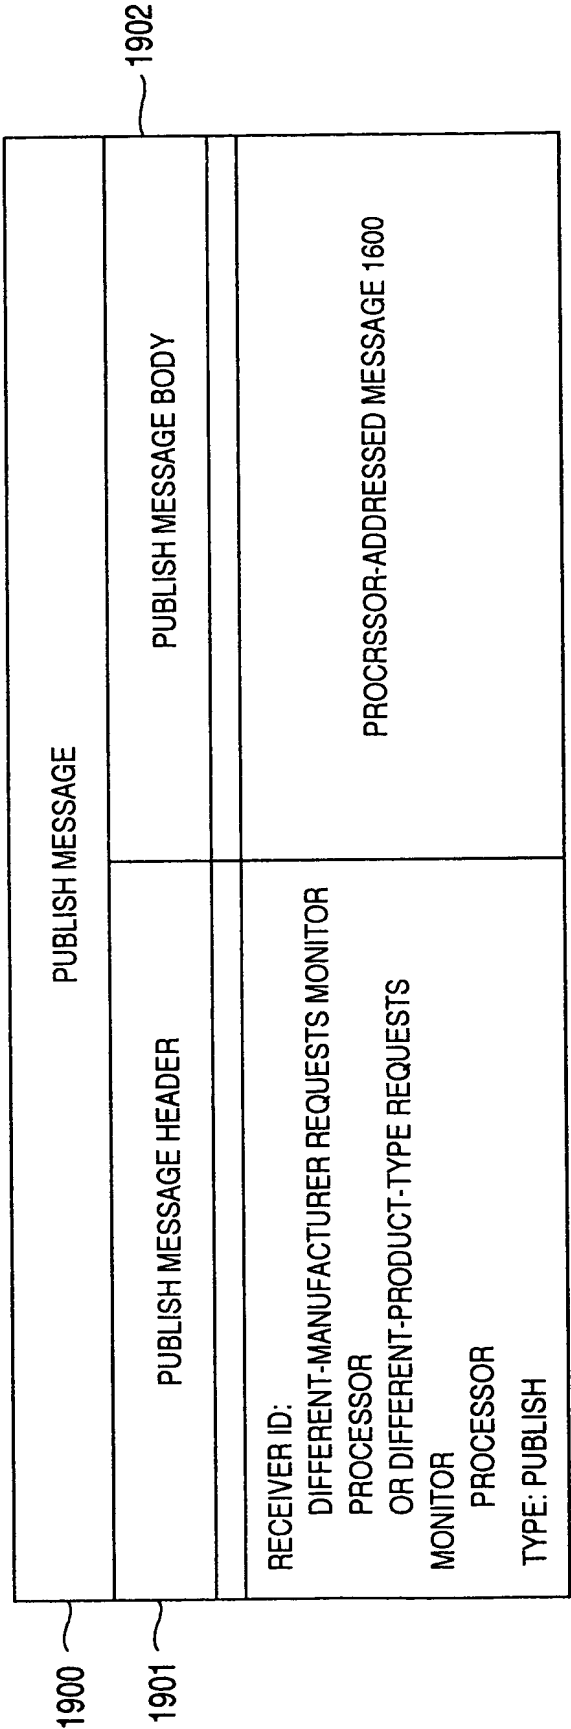 1900
PUBLISH MESSAGE
1901
PUBLISH MESSAGE HEADER
PUBLISH MESSAGE BODY
1902
RECEIVER ID:
DIFFERENT-MANUFACTURER REQUESTS MONITOR
PROCESSOR
OR DIFFERENT-PRODUCT-TYPE REQUESTS
MONITOR
PROCESSOR
TYPE: PUBLISH
PROCRSSOR-ADDRESSED MESSAGE 1600